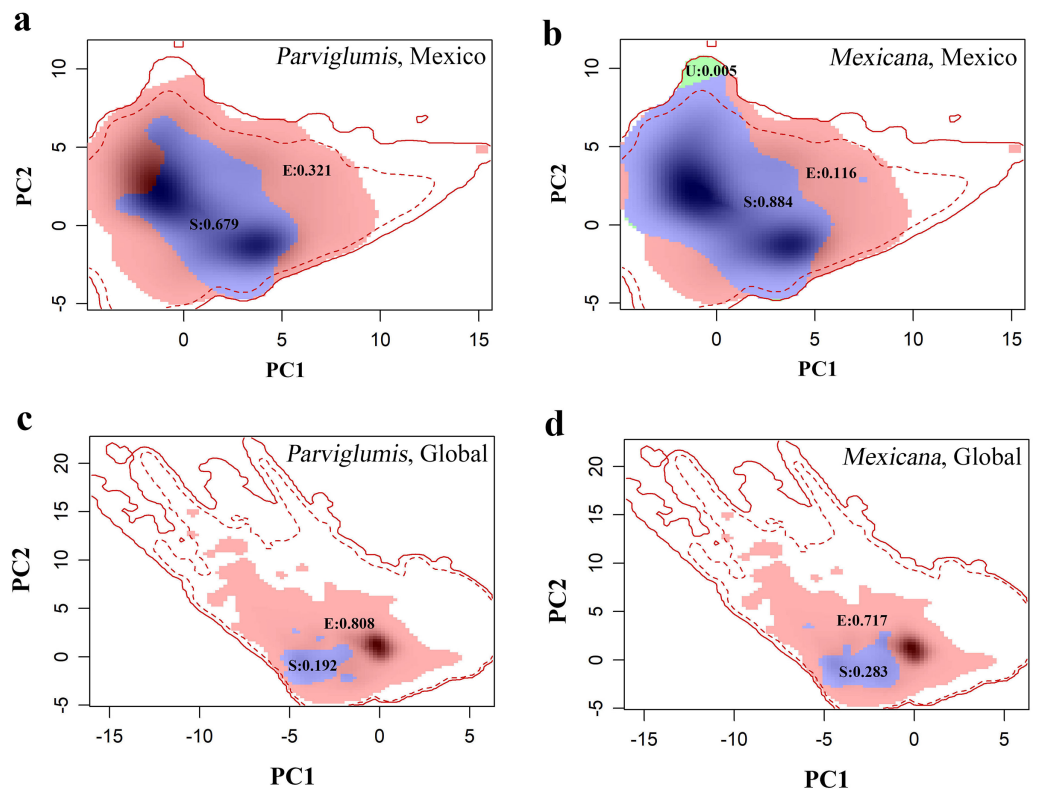 a
Parviglumis, Mexico
E:0.321
S:0.679
PC2
-5 0 5 10
0 5 10 15
PC1
b
Mexicana, Mexico
U:0.005
E:0.116
S:0.884
PC2
-5 0 5 10
0 5 10 15
PC1
c
Parviglumis, Global
E:0.808
S:0.192
PC2
-5 0 5 10 15 20
-15 -10 -5 0 5
PC1
d
Mexicana, Global
E:0.717
S:0.283
PC2
-5 0 5 10 15 20
-15 -10 -5 0 5
PC1